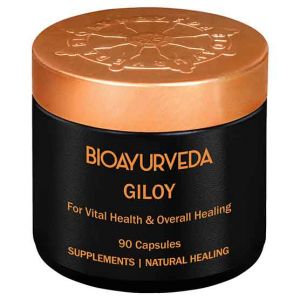 BIOAYURVEDA
GILOY
For Vital Health & Overall Healing
90 Capsules
SUPPLEMENTS | NATURAL HEALING